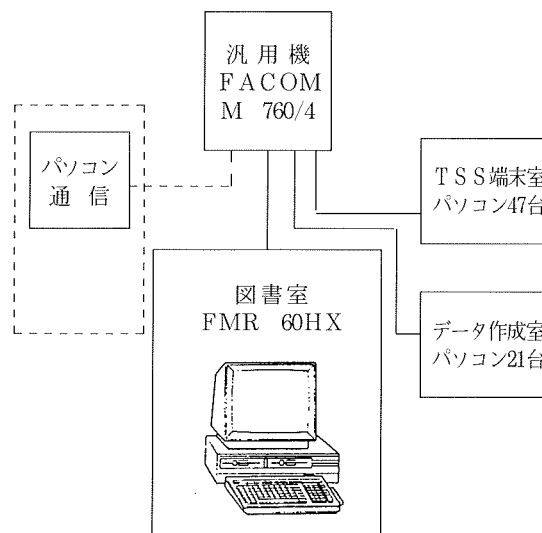 汎用機
FACOM
M 760/4
パソコン
通信
TSS端末室
パソコン47台
図書室
FMR 60HX
データ作成室
パソコン21台